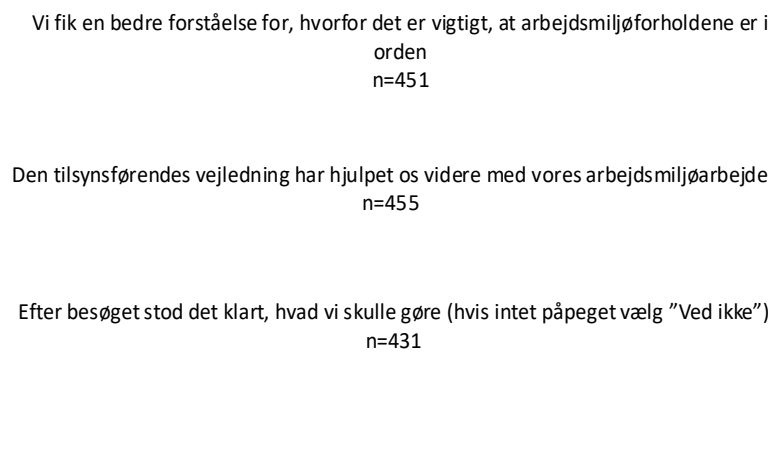 Vi fik en bedre forståelse for, hvorfor det er vigtigt, at arbejdsmiljøforholdene er i
orden
n=451
Den tilsynsførendes vejledning har hjulpet os videre med vores arbejdsmiljøarbejde
n=455
Efter besøget stod det klart, hvad vi skulle gøre (hvis intet påpeget vælg ”Ved ikke”)
n=431